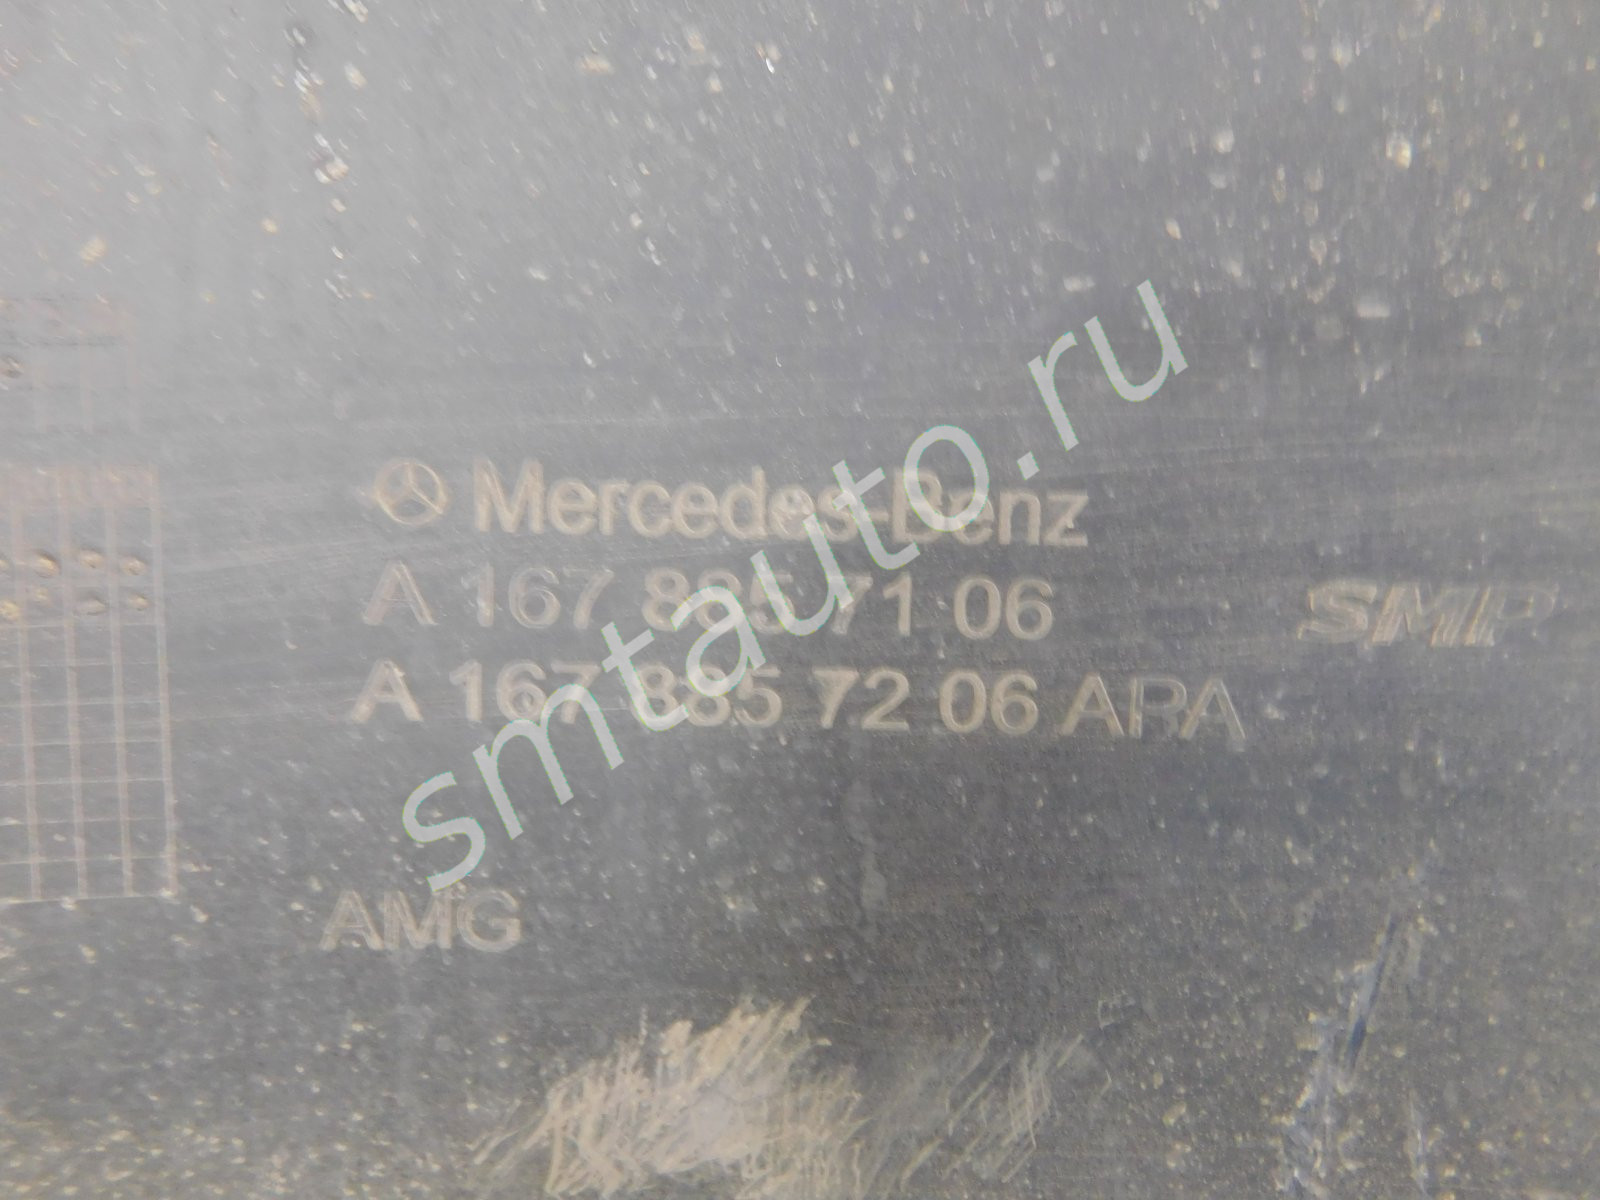 Mercedes-Benz
A 167 885 71 06
A 167 885 72 06 APA
SMP
AMG
smtauto.ru